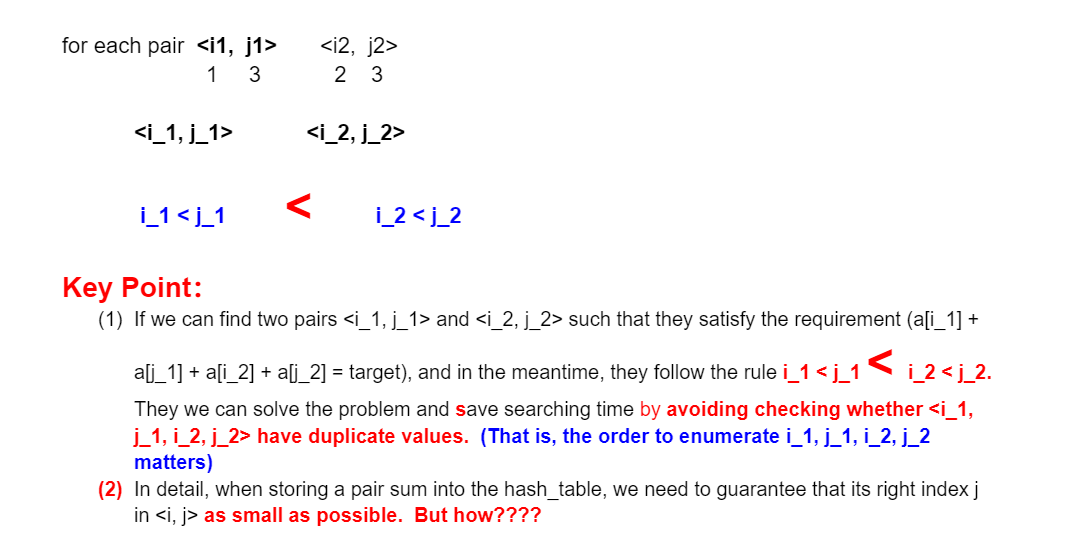 for each pair <i1, j1> <i2, j2>
1 3 2 3
<i_1, j_1> <i_2, j_2>
i_1 < j_1 < i_2 < j_2
Key Point:
(1) If we can find two pairs <i_1, j_1> and <i_2, j_2> such that they satisfy the requirement (a[i_1] +
a[j_1] + a[i_2] + a[j_2] = target), and in the meantime, they follow the rule i_1 < j_1 < i_2 < j_2.
They we can solve the problem and save searching time by avoiding checking whether <i_1,
j_1, i_2, j_2> have duplicate values. (That is, the order to enumerate i_1, j_1, i_2, j_2
matters)
(2) In detail, when storing a pair sum into the hash_table, we need to guarantee that its right index j
in <i, j> as small as possible. But how????